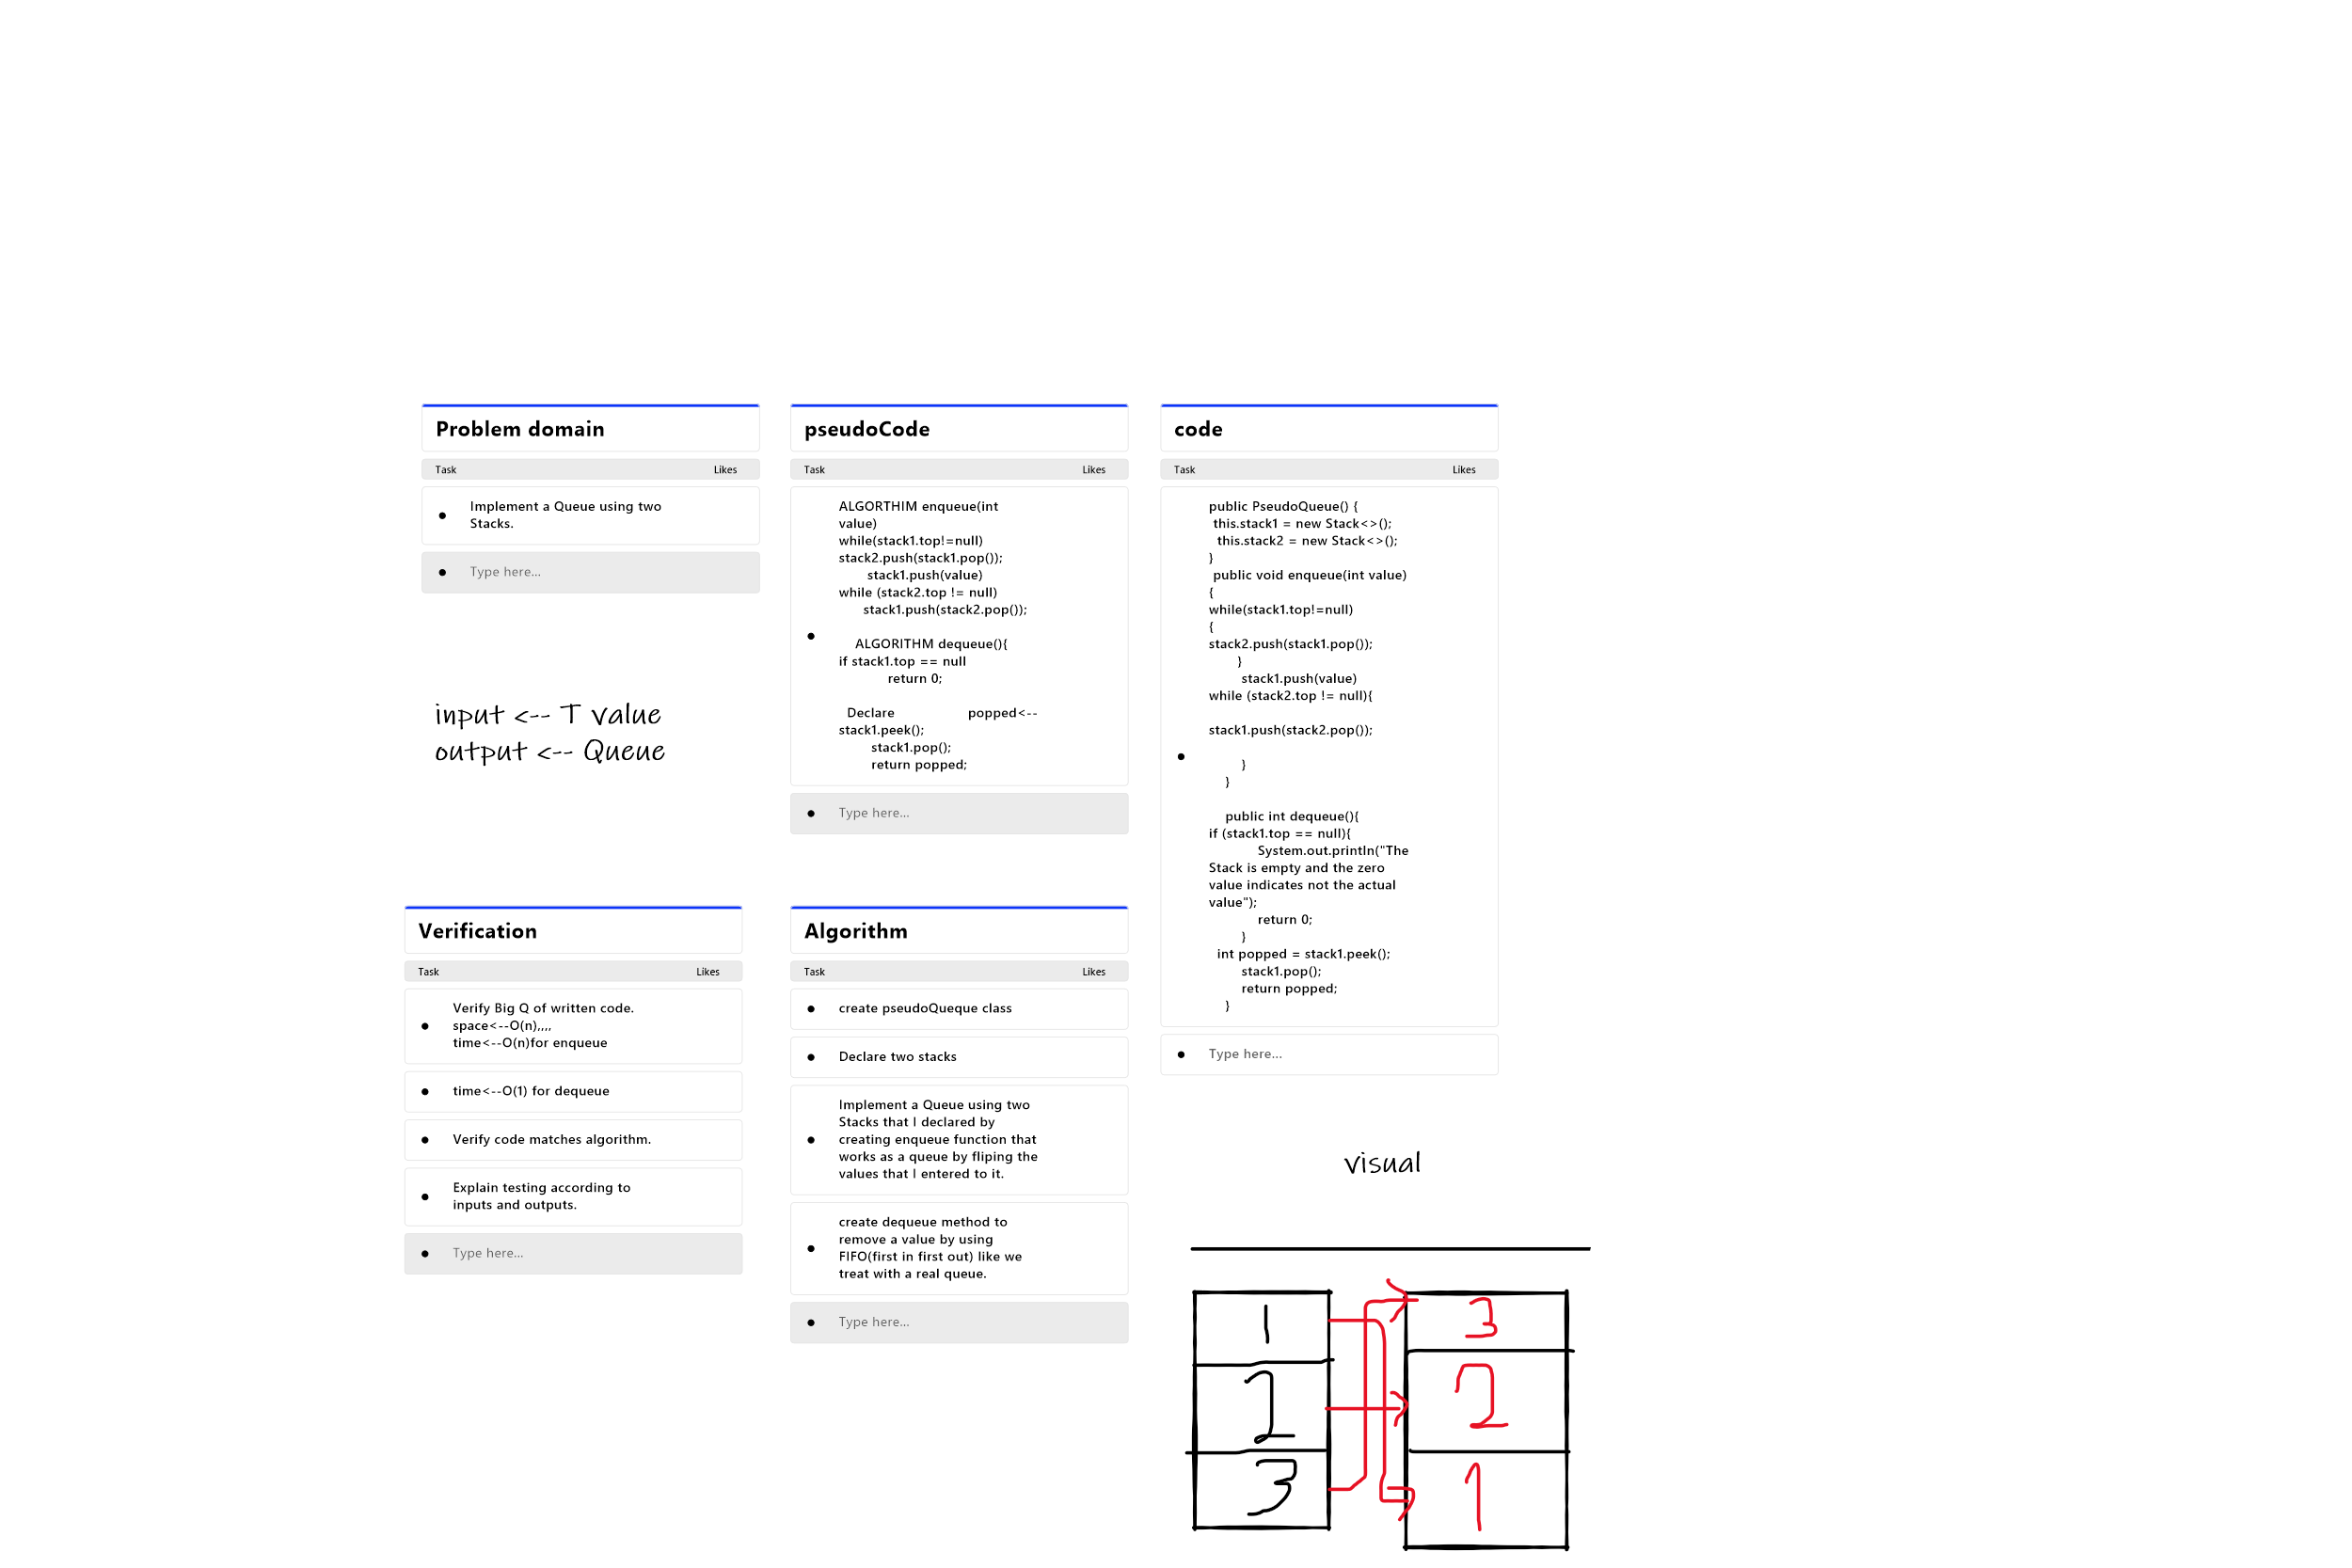 Problem domain
Task Likes
Implement a Queue using two
Stacks.
Type here...
input <-- T value
output <-- Queue
pseudoCode
Task Likes
ALGORTHIM enqueue(int
value)
while(stack1.top!=null)
stack2.push(stack1.pop());
stack1.push(value)
while (stack2.top != null)
stack1.push(stack2.pop());
ALGORITHM dequeue(){
if stack1.top == null
return 0;
Declare popped<--
stack1.peek();
stack1.pop();
return popped;
Type here...
code
Task Likes
public PseudoQueue() {
this.stack1 = new Stack<>();
this.stack2 = new Stack<>();
}
public void enqueue(int value)
{
while(stack1.top!=null)
{
stack2.push(stack1.pop());
}
stack1.push(value)
while (stack2.top != null){
stack1.push(stack2.pop());
}
}
public int dequeue(){
if (stack1.top == null){
System.out.println("The
Stack is empty and the zero
value indicates not the actual
value");
return 0;
}
int popped = stack1.peek();
stack1.pop();
return popped;
}
Type here...
Verification
Task Likes
Verify Big Q of written code.
space<--O(n),,,,
time<--O(n)for enqueue
time<--O(1) for dequeue
Verify code matches algorithm.
Explain testing according to
inputs and outputs.
Type here...
Algorithm
Task Likes
create pseudoQueque class
Declare two stacks
Implement a Queue using two
Stacks that I declared by
creating enqueue function that
works as a queue by fliping the
values that I entered to it.
create dequeue method to
remove a value by using
FIFO(first in first out) like we
treat with a real queue.
Type here...
visual
1 3
2 2
3 1